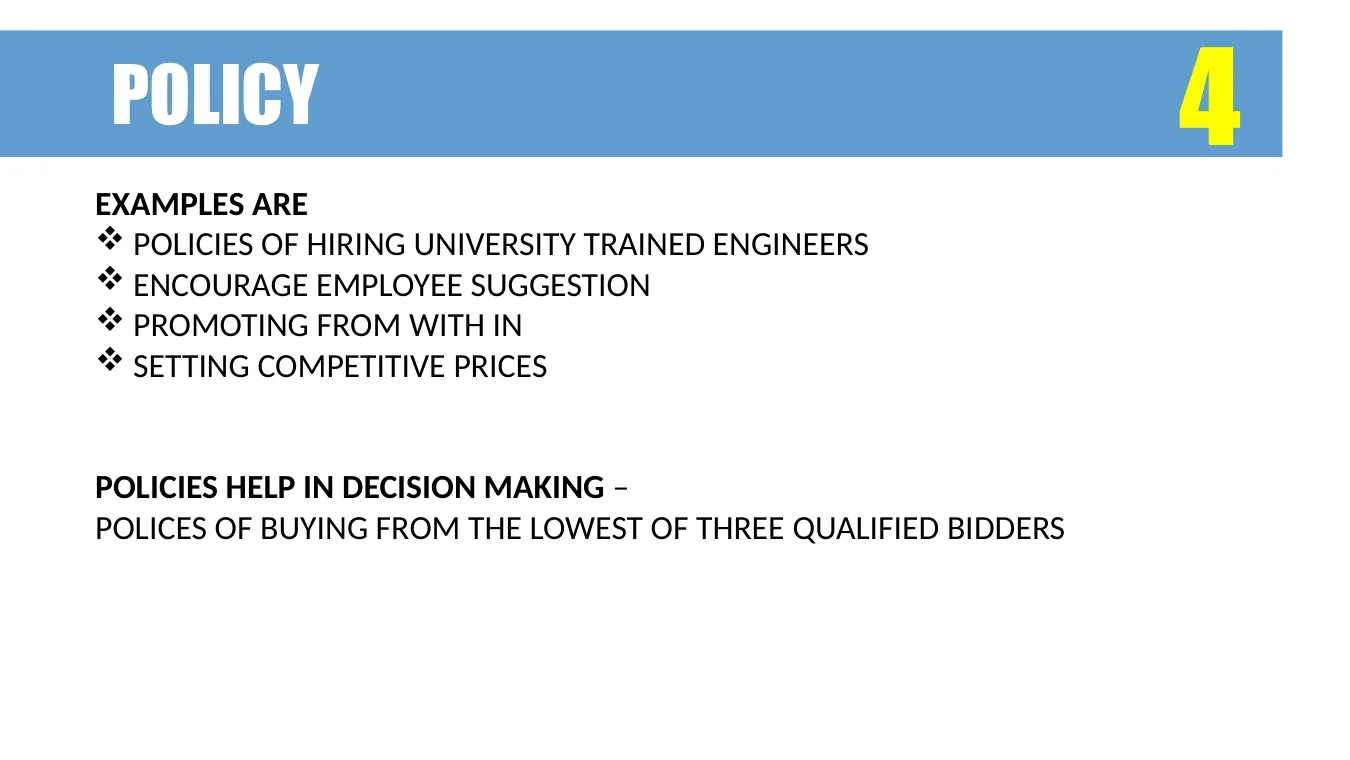 POLICY
4
EXAMPLES ARE
❖ POLICIES OF HIRING UNIVERSITY TRAINED ENGINEERS
❖ ENCOURAGE EMPLOYEE SUGGESTION
❖ PROMOTING FROM WITH IN
❖ SETTING COMPETITIVE PRICES
POLICIES HELP IN DECISION MAKING –
POLICES OF BUYING FROM THE LOWEST OF THREE QUALIFIED BIDDERS